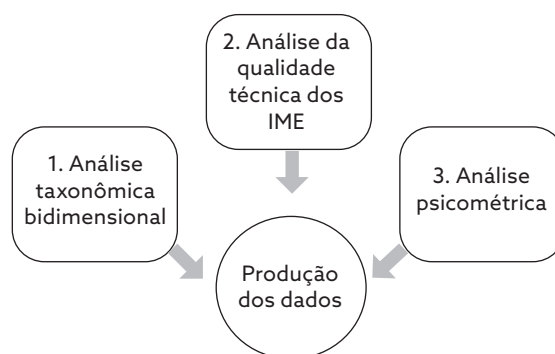 2. Análise da
qualidade
técnica dos
IME
1. Análise
taxonômica
bidimensional
3. Análise
psicométrica
Produção
dos dados